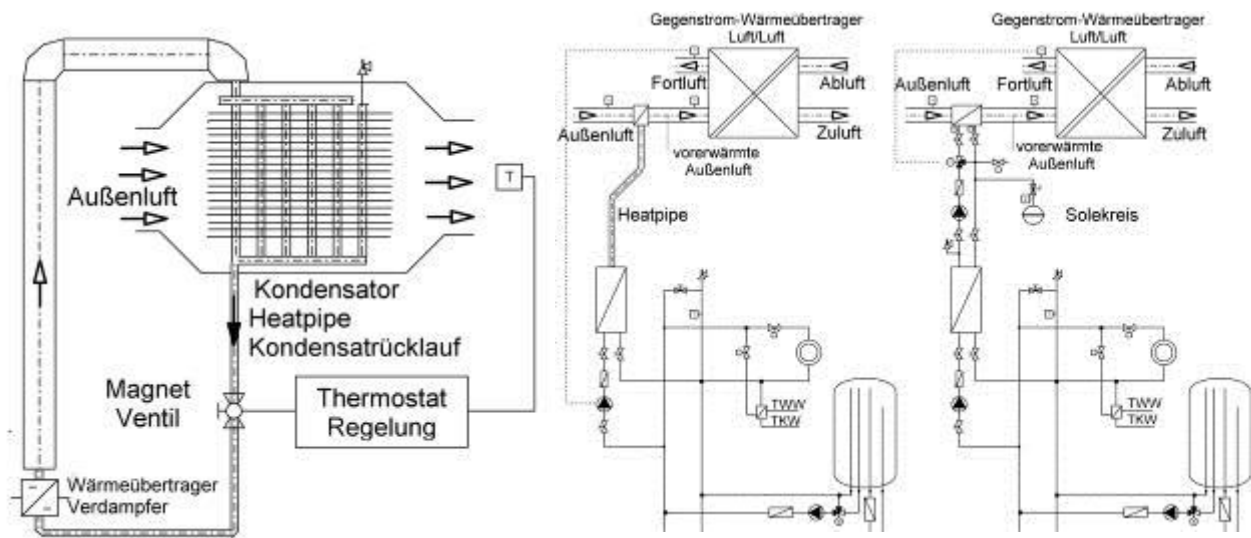 Außenluft
Kondensator
Heatpipe
Kondensatrücklauf
Magnet
Ventil
Thermostat
Regelung
T
Wärmeübertrager
Verdampfer
Gegenstrom-Wärmeübertrager
Luft/Luft
Fortluft
Abluft
Außenluft
Zuluft
vorerwärmte
Außenluft
Heatpipe
TWW
TKW
Gegenstrom-Wärmeübertrager
Luft/Luft
Außenluft
Fortluft
Abluft
Zuluft
vorerwärmte
Außenluft
Solekreis
TWW
TKW